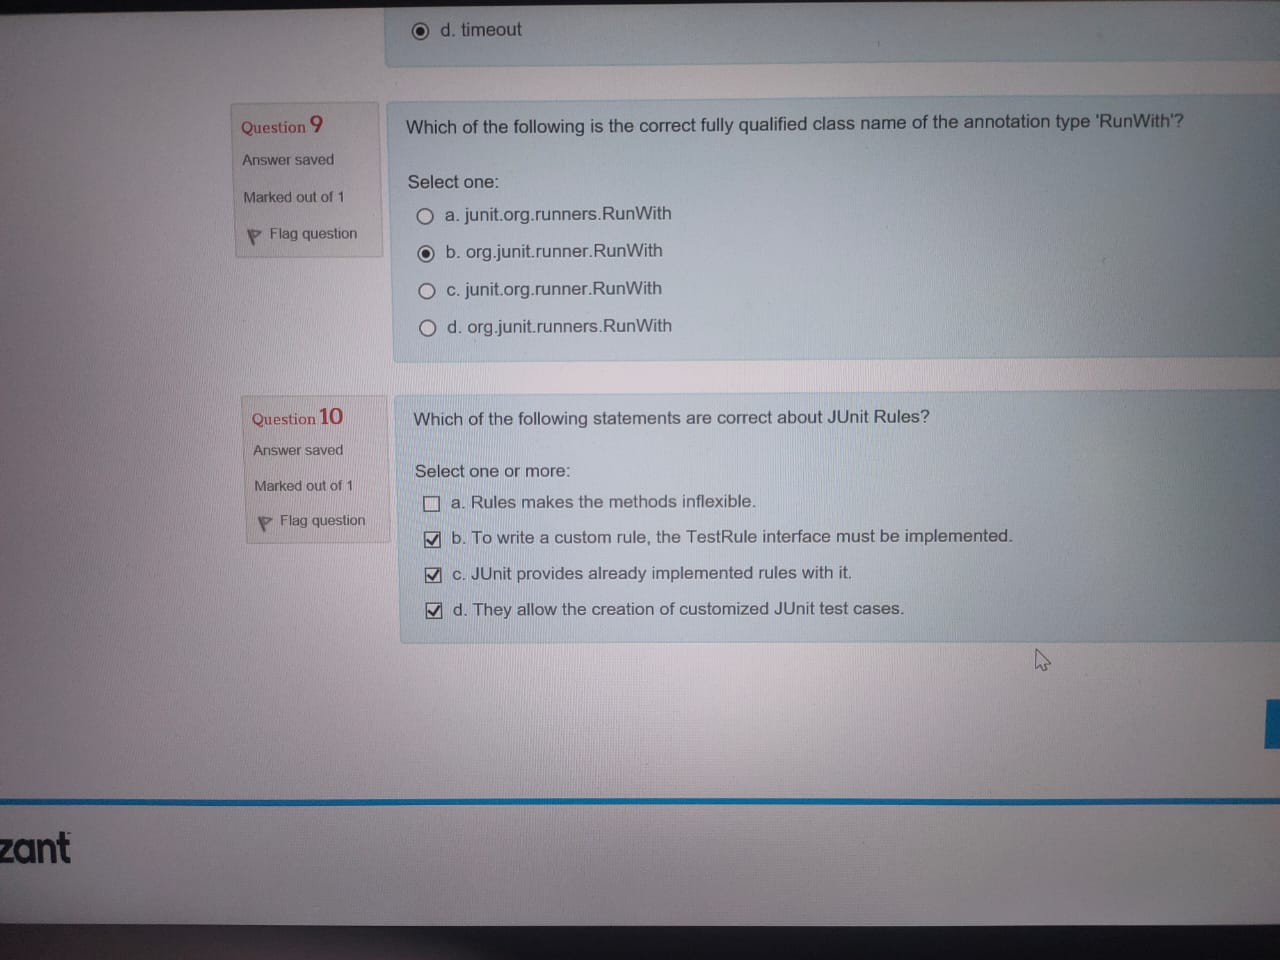 d. timeout
Question 9
Answer saved
Marked out of 1
Flag question
Which of the following is the correct fully qualified class name of the annotation type 'RunWith'?
Select one:
a. junit.org.runners.RunWith
b. org.junit.runner.RunWith
c. junit.org.runner.RunWith
d. org.junit.runners.RunWith
Question 10
Answer saved
Marked out of 1
Flag question
Which of the following statements are correct about JUnit Rules?
Select one or more:
a. Rules makes the methods inflexible.
b. To write a custom rule, the TestRule interface must be implemented.
c. JUnit provides already implemented rules with it.
d. They allow the creation of customized JUnit test cases.
zant